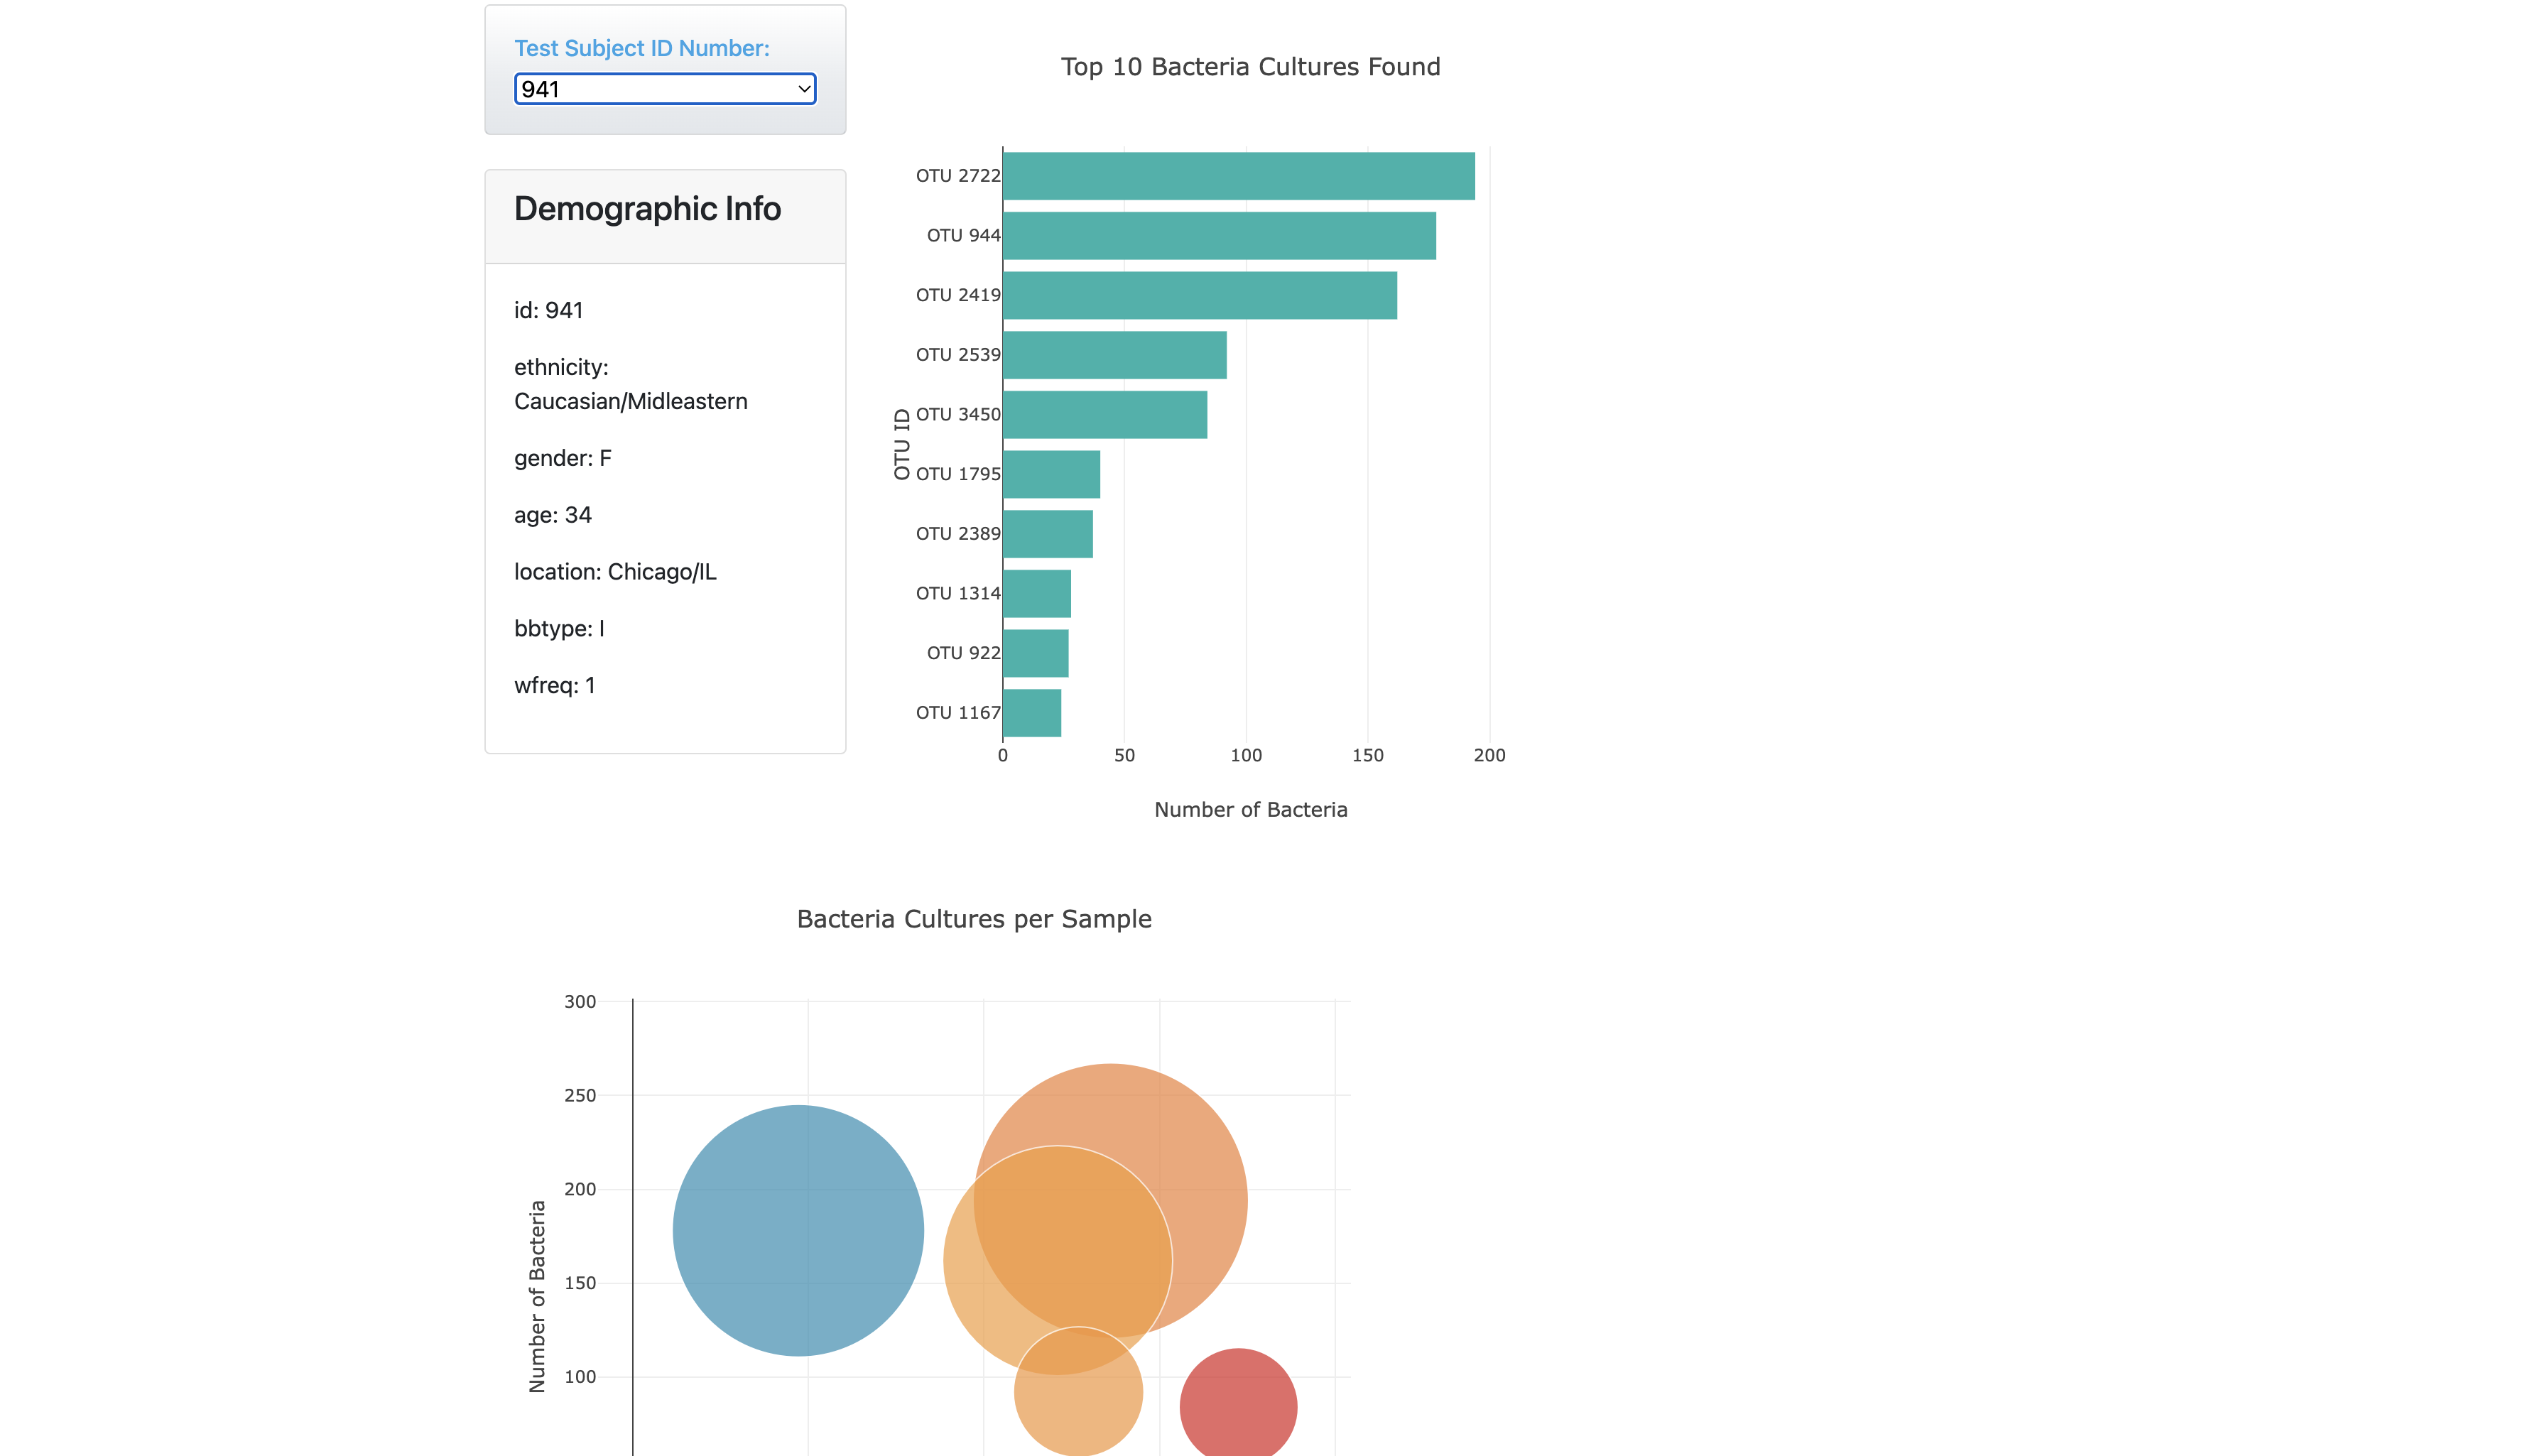 Test Subject ID Number:
941
Demographic Info
id: 941
ethnicity:
Caucasian/Midleastern
gender: F
age: 34
location: Chicago/IL
bbtype: I
wfreq: 1
Top 10 Bacteria Cultures Found
OTU ID
OTU 2722
OTU 944
OTU 2419
OTU 2539
OTU 3450
OTU 1795
OTU 2389
OTU 1314
OTU 922
OTU 1167
0 50 100 150 200
Number of Bacteria
Bacteria Cultures per Sample
Number of Bacteria
300
250
200
150
100